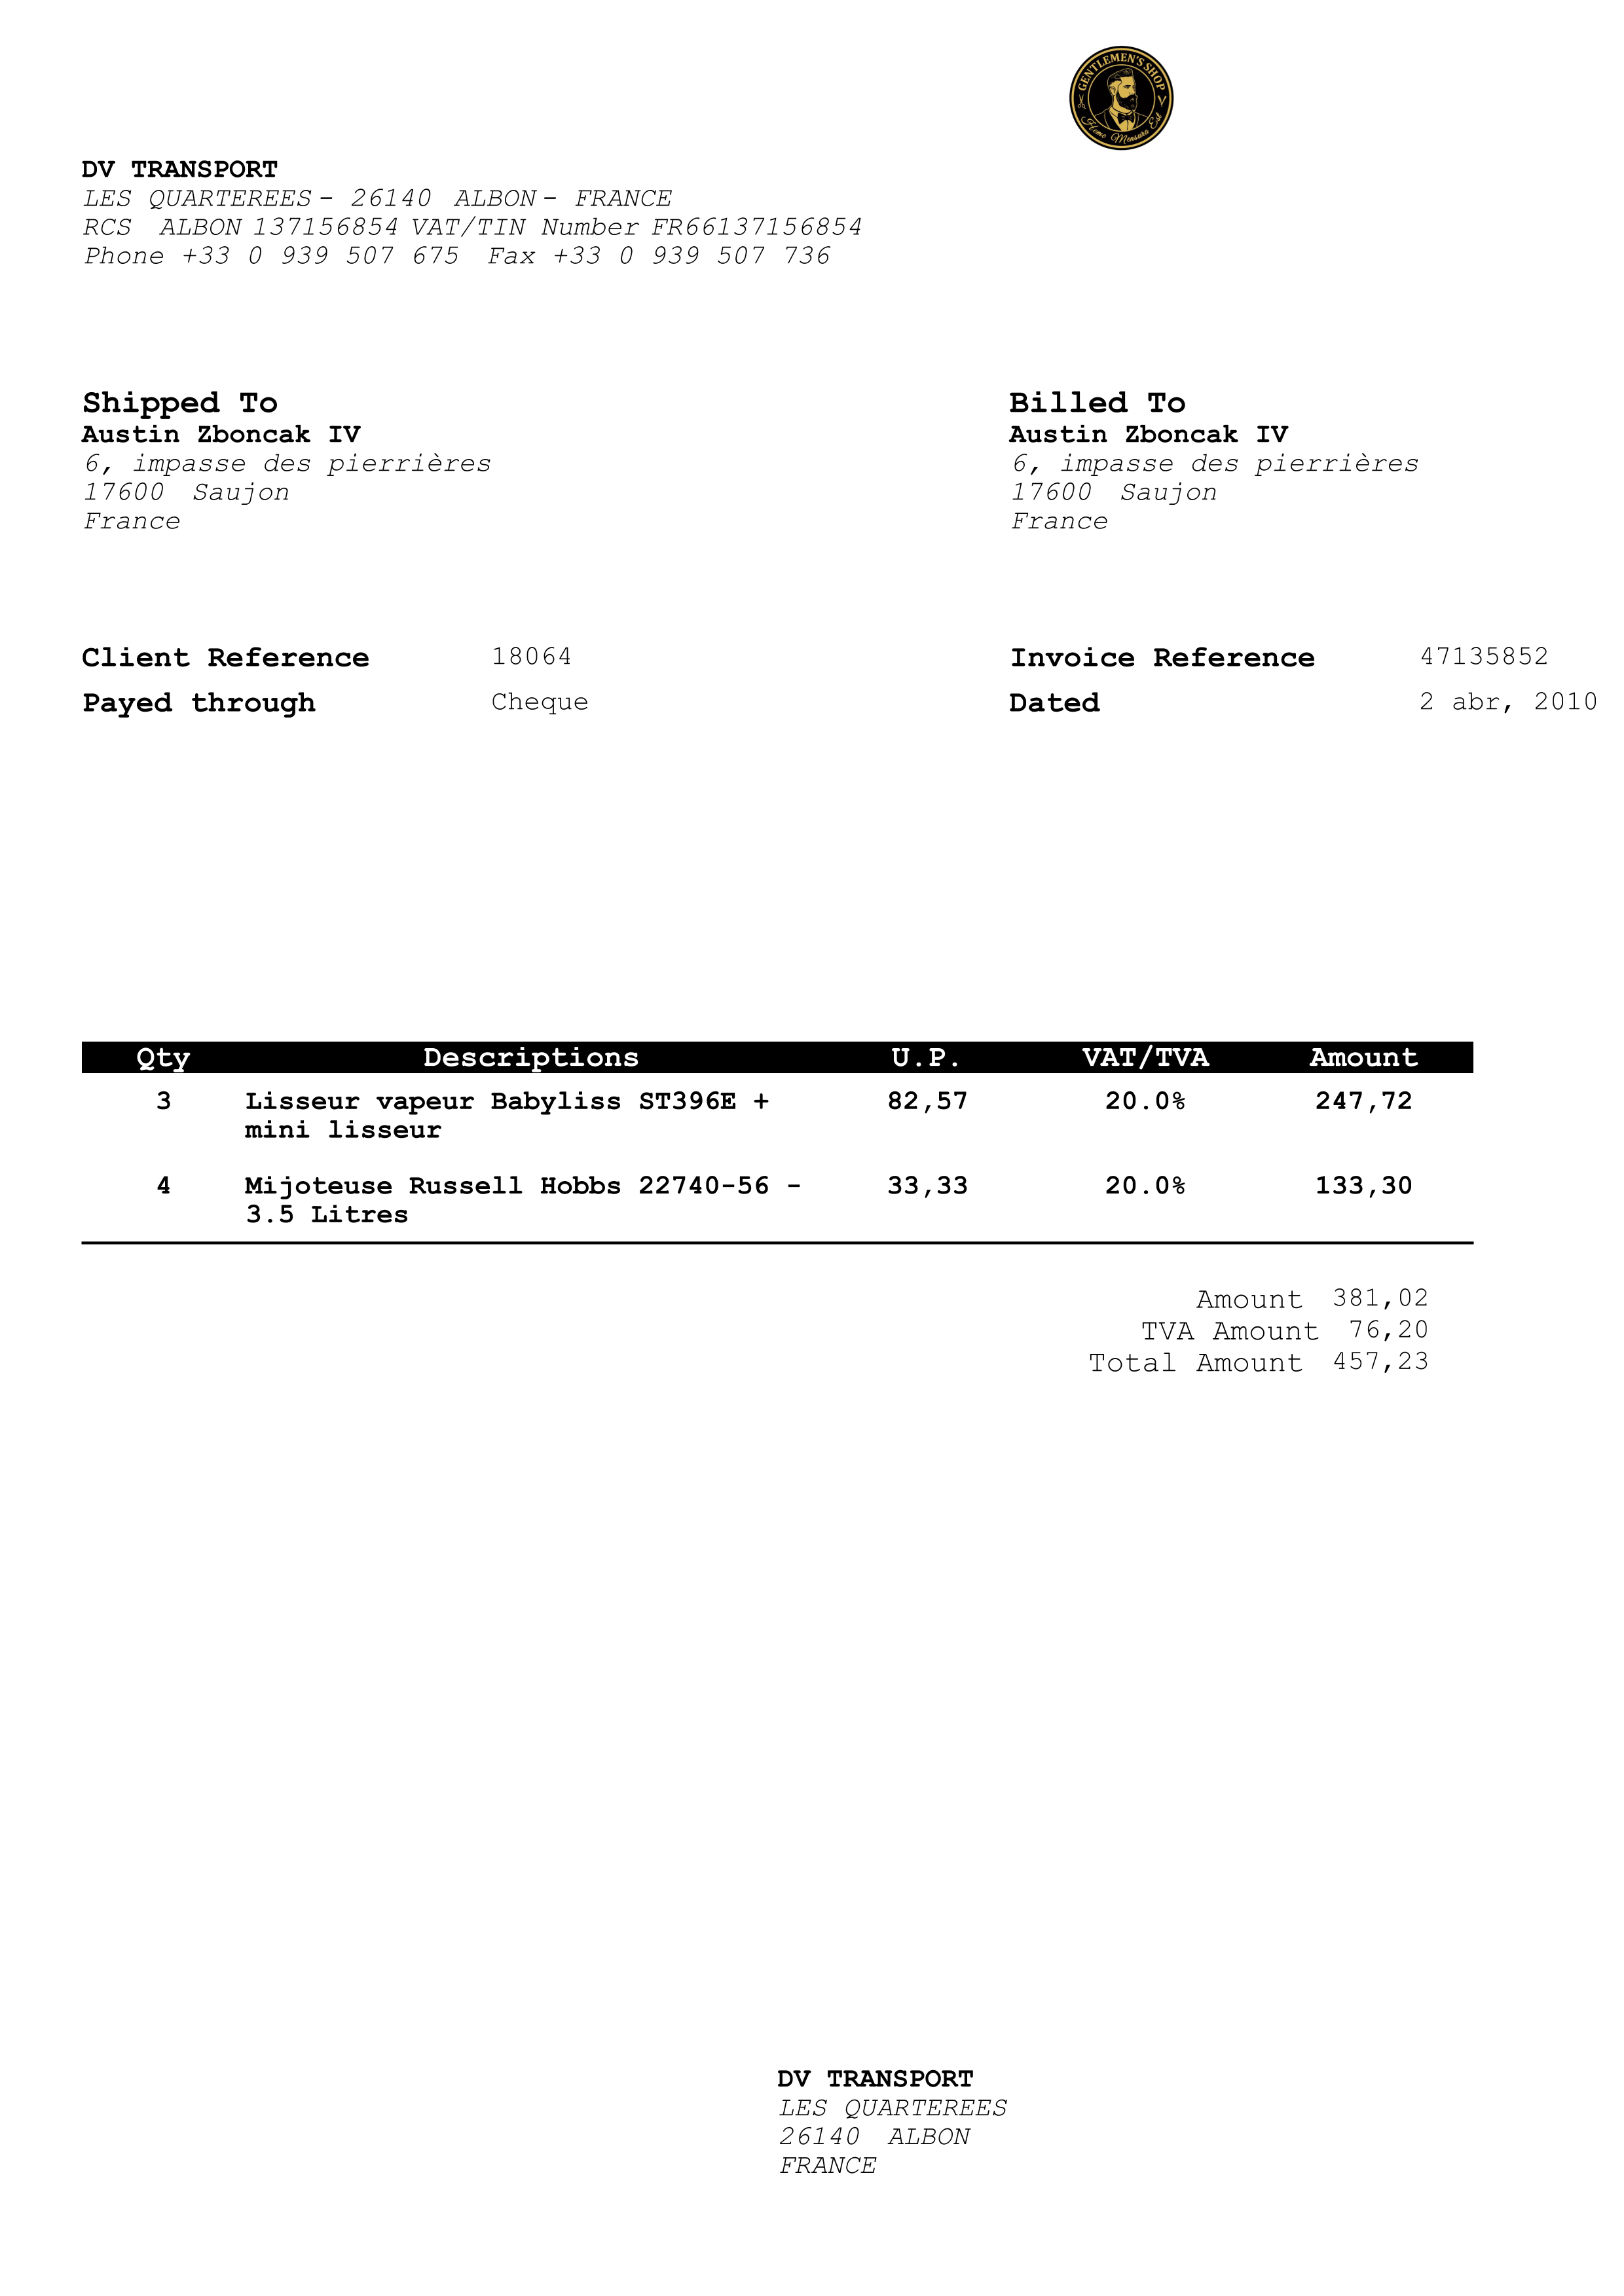 GENTLEMEN'S SHOP
Homo Mensura Est
DV TRANSPORT
LES QUARTEREES - 26140 ALBON - FRANCE
RCS ALBON 137156854 VAT/TIN Number FR66137156854
Phone +33 0 939 507 675 Fax +33 0 939 507 736
Shipped To
Austin Zboncak IV
6, impasse des pierrières
17600 Saujon
France
Billed To
Austin Zboncak IV
6, impasse des pierrières
17600 Saujon
France
Client Reference 18064
Payed through Cheque
Invoice Reference 47135852
Dated 2 abr, 2010
Qty Descriptions U.P. VAT/TVA Amount
3 Lisseur vapeur Babyliss ST396E + 82,57 20.0% 247,72
mini lisseur
4 Mijoteuse Russell Hobbs 22740-56 - 33,33 20.0% 133,30
3.5 Litres
Amount 381,02
TVA Amount 76,20
Total Amount 457,23
DV TRANSPORT
LES QUARTEREES
26140 ALBON
FRANCE